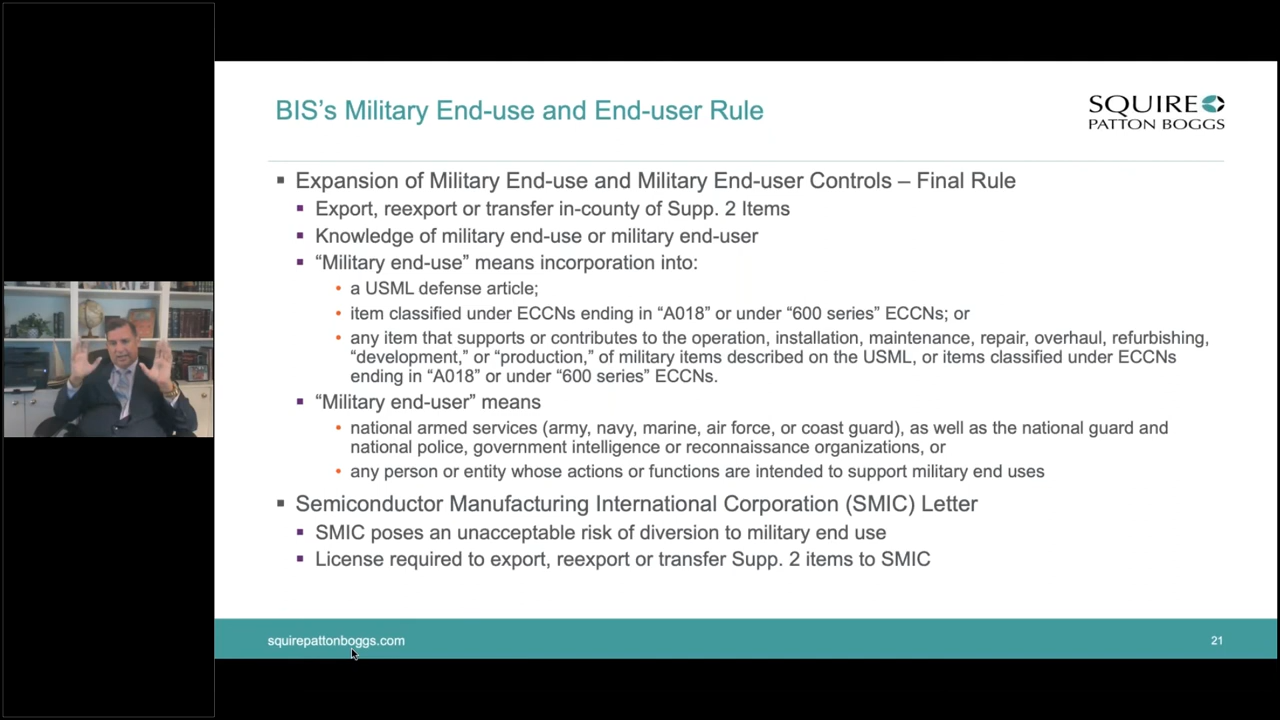 BIS's Military End-use and End-user Rule
SQUIRE
PATTON BOGGS
▪ Expansion of Military End-use and Military End-user Controls – Final Rule
▪ Export, reexport or transfer in-county of Supp. 2 Items
▪ Knowledge of military end-use or military end-user
▪ “Military end-use” means incorporation into:
• a USML defense article;
• item classified under ECCNs ending in “A018” or under “600 series” ECCNs; or
• any item that supports or contributes to the operation, installation, maintenance, repair, overhaul, refurbishing,
“development,” or “production,” of military items described on the USML, or items classified under ECCNs
ending in “A018” or under “600 series” ECCNs.
▪ “Military end-user” means
• national armed services (army, navy, marine, air force, or coast guard), as well as the national guard and
national police, government intelligence or reconnaissance organizations, or
• any person or entity whose actions or functions are intended to support military end uses
▪ Semiconductor Manufacturing International Corporation (SMIC) Letter
▪ SMIC poses an unacceptable risk of diversion to military end use
▪ License required to export, reexport or transfer Supp. 2 items to SMIC
squirepattonboggs.com
21